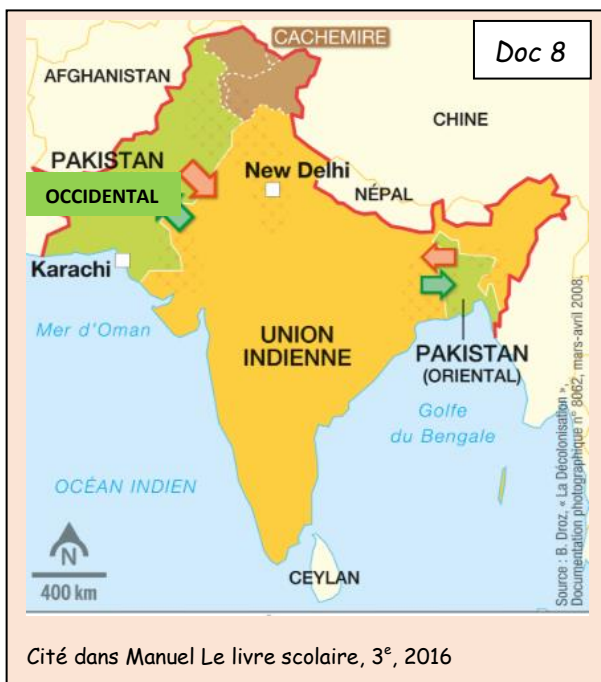 Doc 8
CACHEMIRE
AFGHANISTAN
CHINE
PAKISTAN
OCCIDENTAL
New Delhi
NÉPAL
Karachi
Mer d'Oman
UNION
INDIENNE
PAKISTAN
(ORIENTAL)
Golfe
du Bengale
OCÉAN INDIEN
N
400 km
CEYLAN
Source : B. Droz, « La Décolonisation »,
Documentation photographique n° 8062, mars-avril 2008.
Cité dans Manuel Le livre scolaire, 3e, 2016